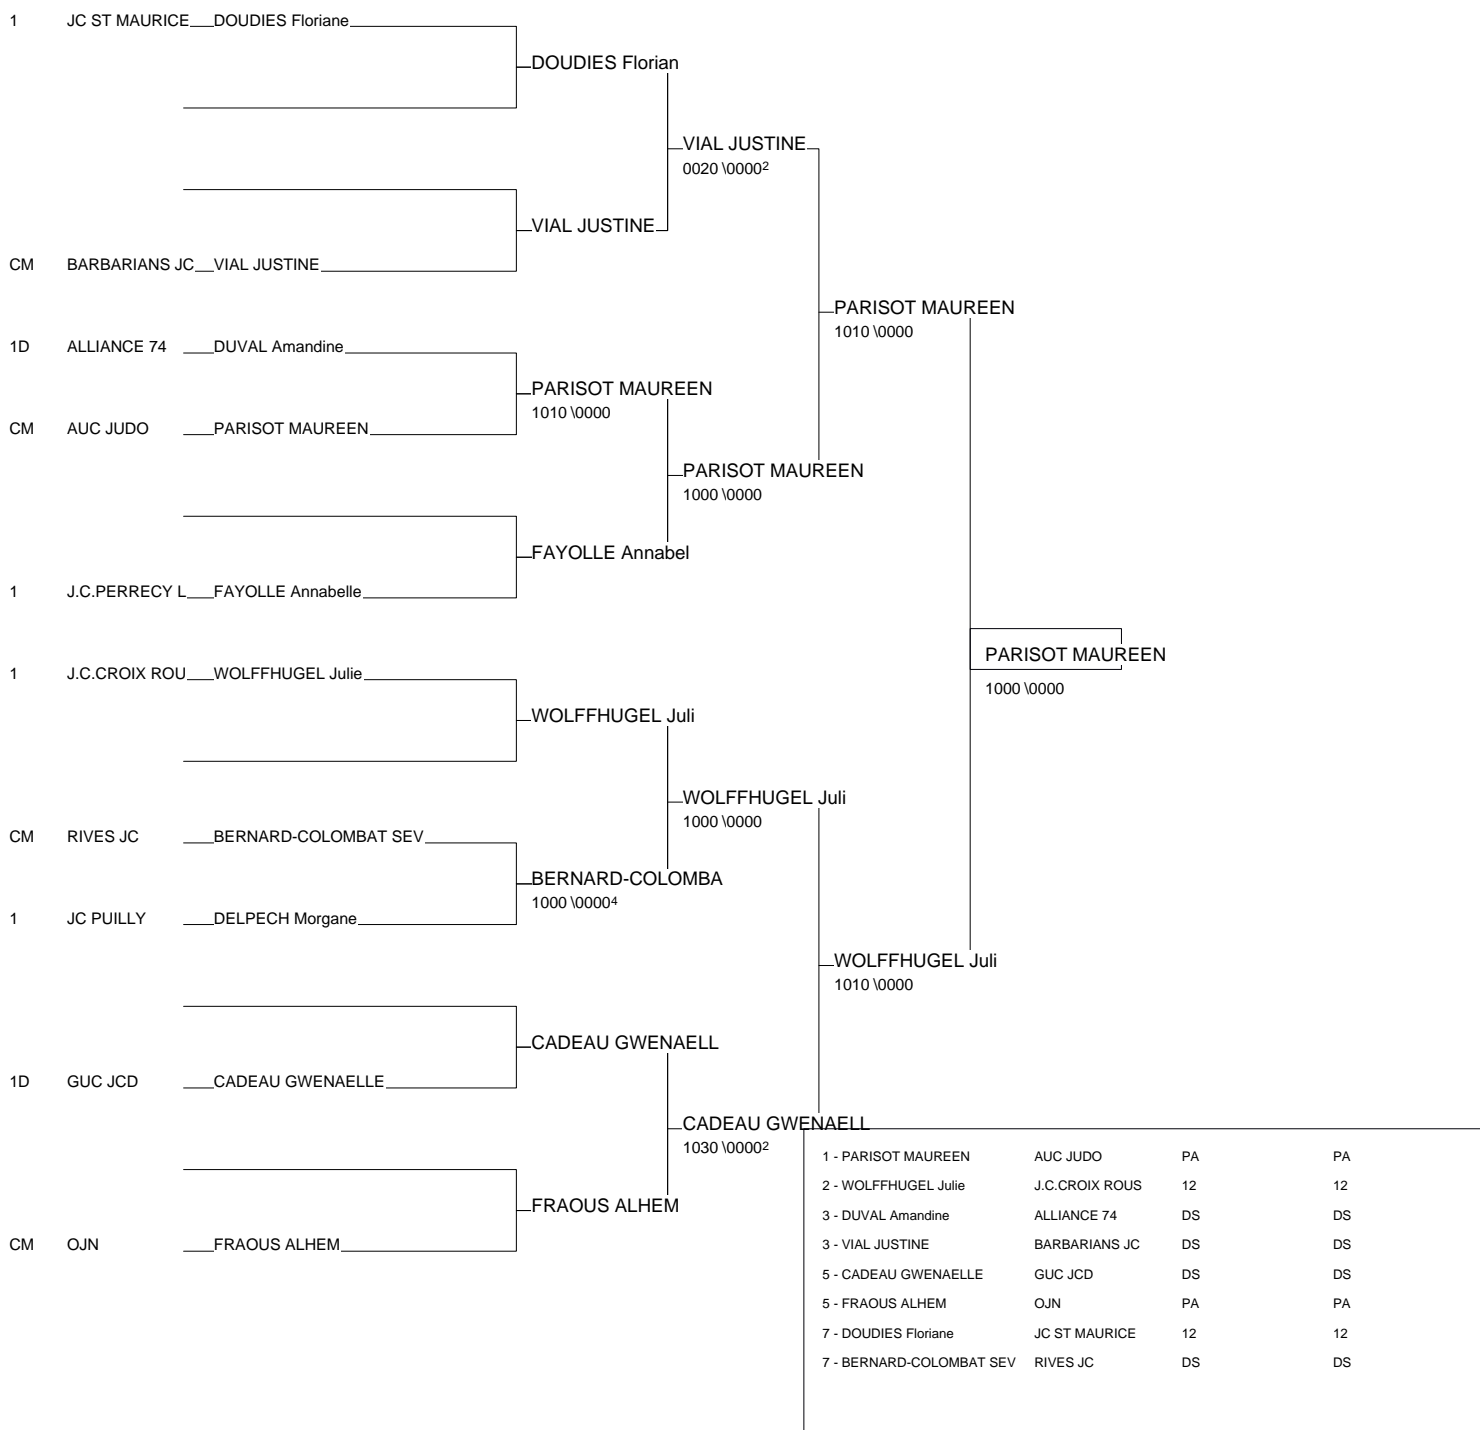 1 JC ST MAURICE DOUDIES Floriane
DOUDIES Florian
VIAL JUSTINE
0020 \0000²
VIAL JUSTINE
CM BARBARIANS JC VIAL JUSTINE
PARISOT MAUREEN
1010 \0000
1D ALLIANCE 74 DUVAL Amandine
PARISOT MAUREEN
1010 \0000
CM AUC JUDO PARISOT MAUREEN
PARISOT MAUREEN
1000 \0000
FAYOLLE Annabel
1 J.C.PERRECY L FAYOLLE Annabelle
PARISOT MAUREEN
1000 \0000
1 J.C.CROIX ROU WOLFFHUGEL Julie
WOLFFHUGEL Juli
WOLFFHUGEL Juli
1000 \0000
CM RIVES JC BERNARD-COLOMBAT SEV
BERNARD-COLOMBA
1000 \0000⁴
1 JC PUILLY DELPECH Morgane
WOLFFHUGEL Juli
1010 \0000
CADEAU GWENAELL
1D GUC JCD CADEAU GWENAELLE
CADEAU GWENAELL
1030 \0000²
FRAOUS ALHEM
CM OJN FRAOUS ALHEM
1 - PARISOT MAUREEN AUC JUDO PA PA
2 - WOLFFHUGEL Julie J.C.CROIX ROUS 12 12
3 - DUVAL Amandine ALLIANCE 74 DS DS
3 - VIAL JUSTINE BARBARIANS JC DS DS
5 - CADEAU GWENAELLE GUC JCD DS DS
5 - FRAOUS ALHEM OJN PA PA
7 - DOUDIES Floriane JC ST MAURICE 12 12
7 - BERNARD-COLOMBAT SEV RIVES JC DS DS